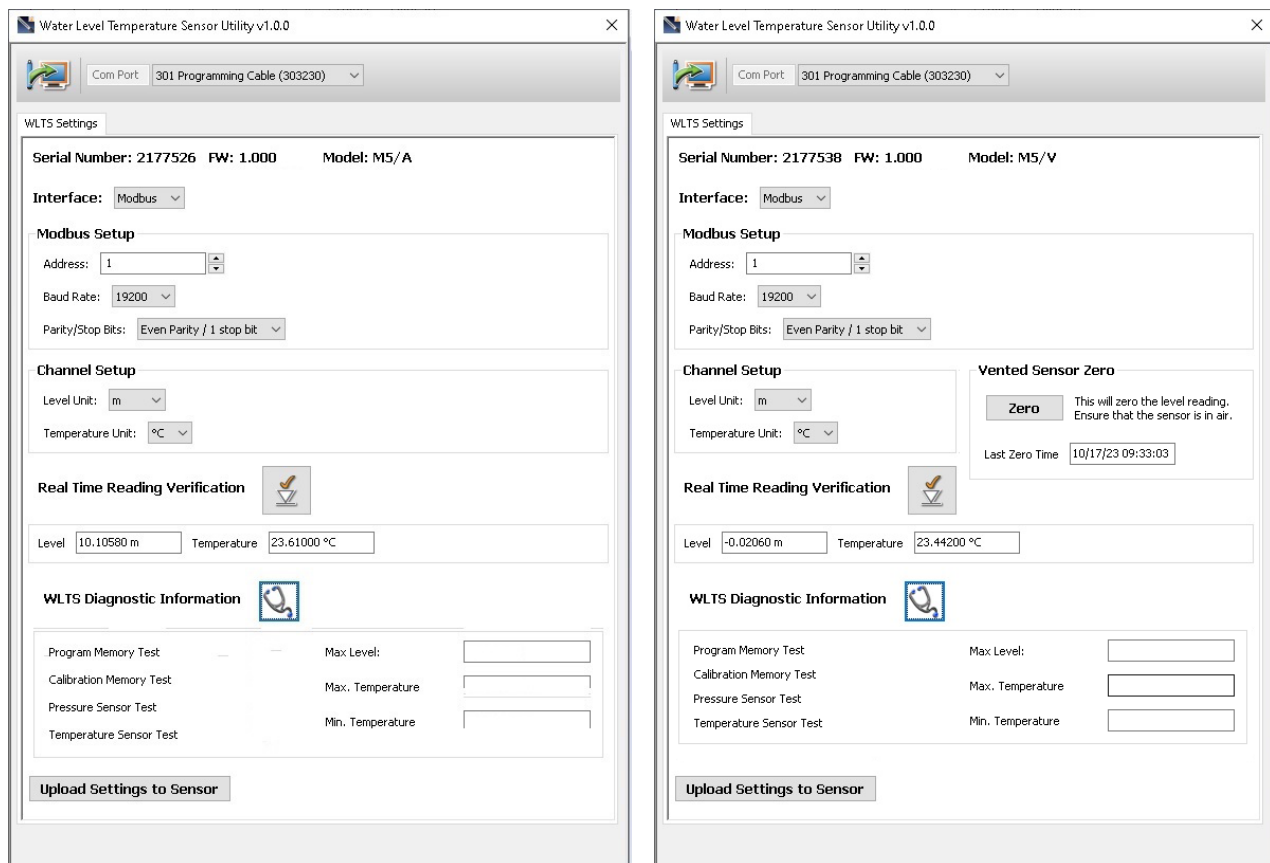 Water Level Temperature Sensor Utility v1.0.0
Com Port 301 Programming Cable (303230)
WLTS Settings
Serial Number: 2177526 FW: 1.000 Model: M5/A
Interface: Modbus
Modbus Setup
Address: 1
Baud Rate: 19200
Parity/Stop Bits: Even Parity / 1 stop bit
Channel Setup
Level Unit: m
Temperature Unit: °C
Real Time Reading Verification
Level 10.10580 m Temperature 23.61000 °C
WLTS Diagnostic Information
Program Memory Test Max Level:
Calibration Memory Test
Max. Temperature
Pressure Sensor Test
Min. Temperature
Temperature Sensor Test
Upload Settings to Sensor
Water Level Temperature Sensor Utility v1.0.0
Com Port 301 Programming Cable (303230)
WLTS Settings
Serial Number: 2177538 FW: 1.000 Model: M5/V
Interface: Modbus
Modbus Setup
Address: 1
Baud Rate: 19200
Parity/Stop Bits: Even Parity / 1 stop bit
Channel Setup
Level Unit: m
Temperature Unit: °C
Vented Sensor Zero
Zero
This will zero the level reading.
Ensure that the sensor is in air.
Last Zero Time 10/17/23 09:33:03
Real Time Reading Verification
Level -0.02060 m Temperature 23.44200 °C
WLTS Diagnostic Information
Program Memory Test Max Level:
Calibration Memory Test
Max. Temperature
Pressure Sensor Test
Temperature Sensor Test Min. Temperature
Upload Settings to Sensor